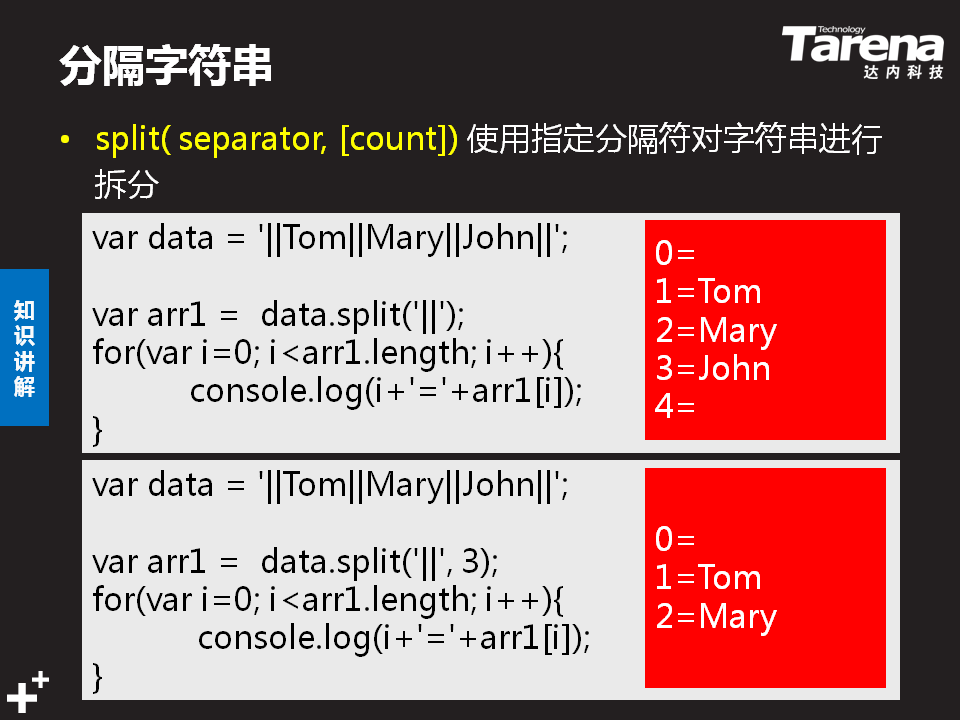 分隔字符串
Technology
Tarena
达内科技
• split( separator, [count]) 使用指定分隔符对字符串进行
拆分
var data = '||Tom||Mary||John||';
var arr1 =  data.split('||');
for(var i=0; i<arr1.length; i++){
console.log(i+'='+arr1[i]);
}
0=
1=Tom
2=Mary
3=John
4=
知
识
讲
解
var data = '||Tom||Mary||John||';
var arr1 =  data.split('||', 3);
for(var i=0; i<arr1.length; i++){
console.log(i+'='+arr1[i]);
}
0=
1=Tom
2=Mary